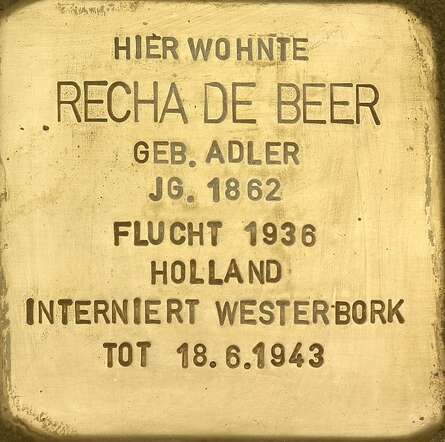 HIER WOHNTE
RECHA DE BEER
GEB. ADLER
JG. 1862
FLUCHT 1936
HOLLAND
INTERNIERT WESTERBORK
TOT 18.6.1943